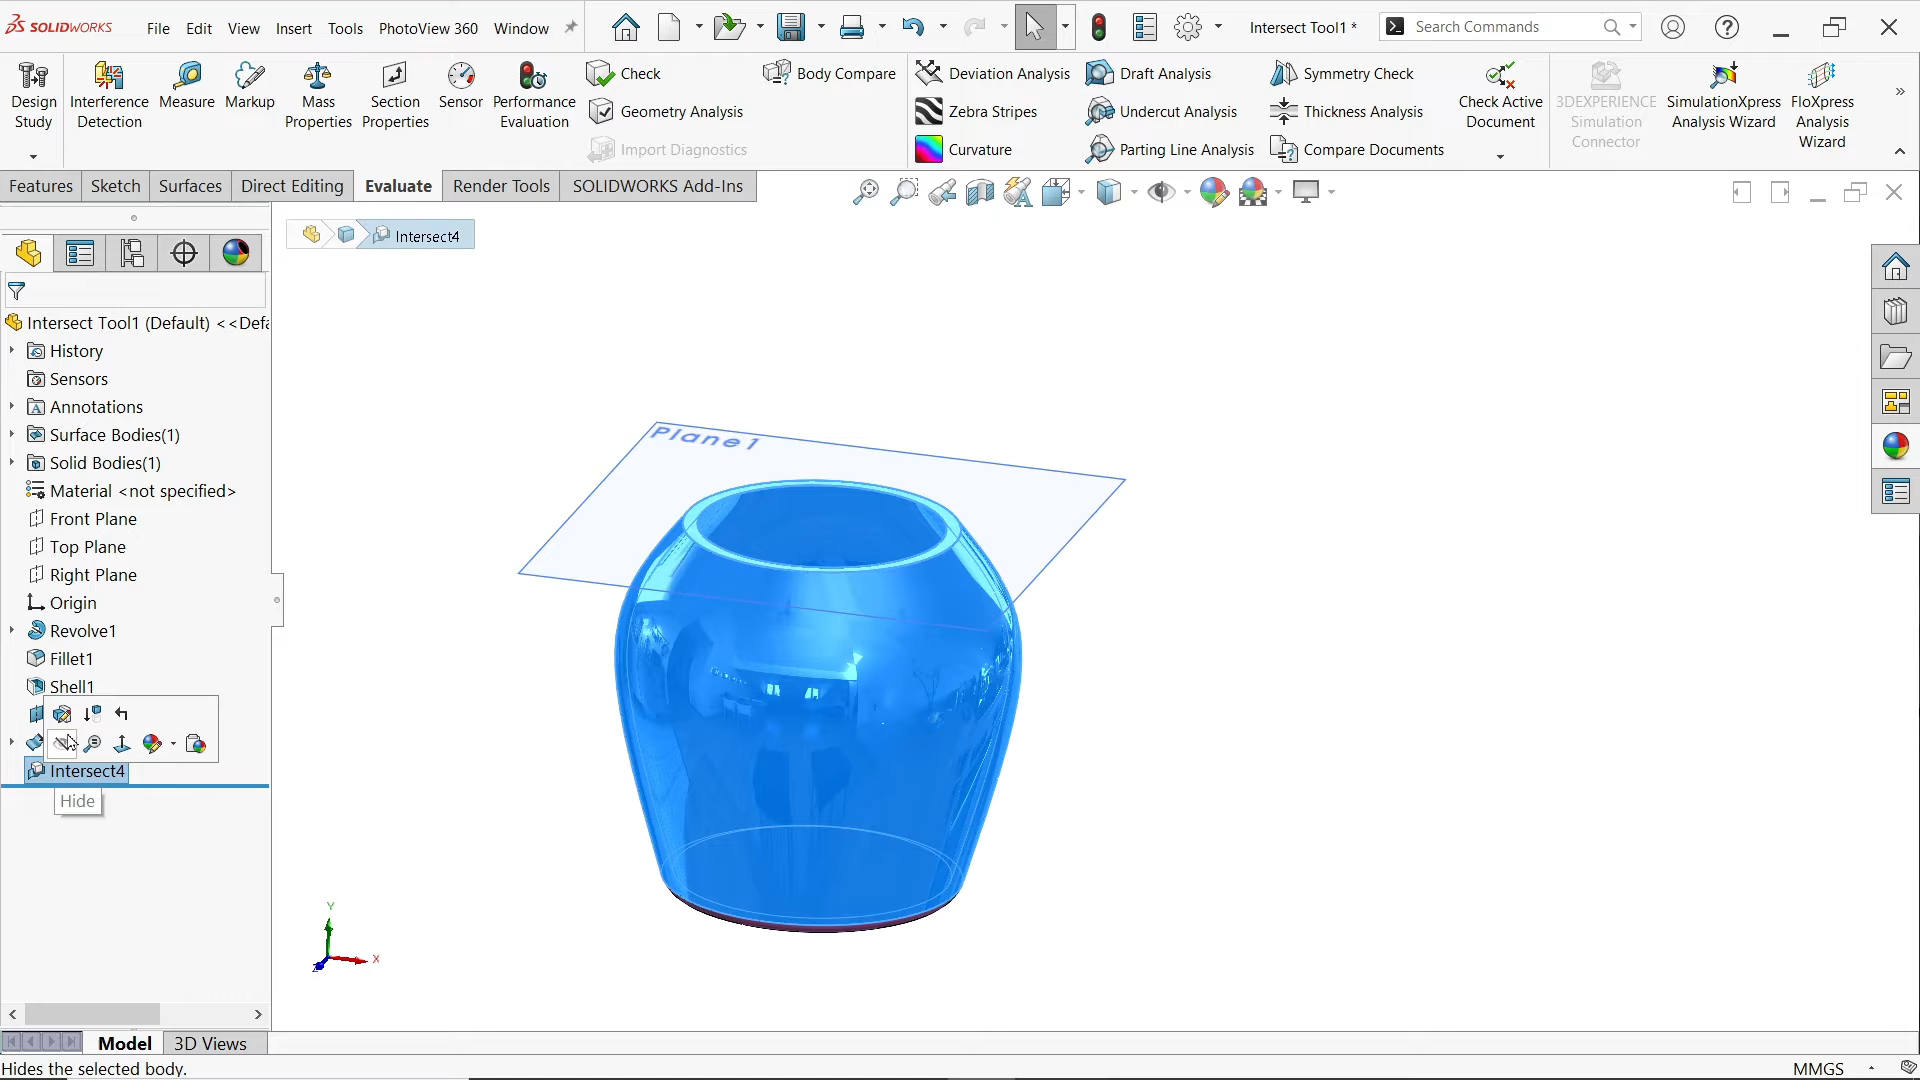 SOLIDWORKS File Edit View Insert Tools PhotoView 360 Window Intersect Tool1 * Search Commands
Design Study
Interference Detection
Measure
Markup
Mass Properties
Section Properties
Sensor
Performance Evaluation
Check
Geometry Analysis
Import Diagnostics
Body Compare
Deviation Analysis
Zebra Stripes
Curvature
Draft Analysis
Undercut Analysis
Parting Line Analysis
Symmetry Check
Thickness Analysis
Compare Documents
Check Active Document
3DEXPERIENCE Simulation Connector
SimulationXpress Analysis Wizard
FloXpress Analysis Wizard
Features Sketch Surfaces Direct Editing Evaluate Render Tools SOLIDWORKS Add-Ins
Intersect4
Intersect Tool1 (Default) <<Defa
History
Sensors
Annotations
Surface Bodies(1)
Solid Bodies(1)
Material <not specified>
Front Plane
Top Plane
Right Plane
Origin
Revolve1
Fillet1
Shell1
Intersect4
Hide
Plane1
Y
X
Z
Model 3D Views
Hides the selected body.
MMGS